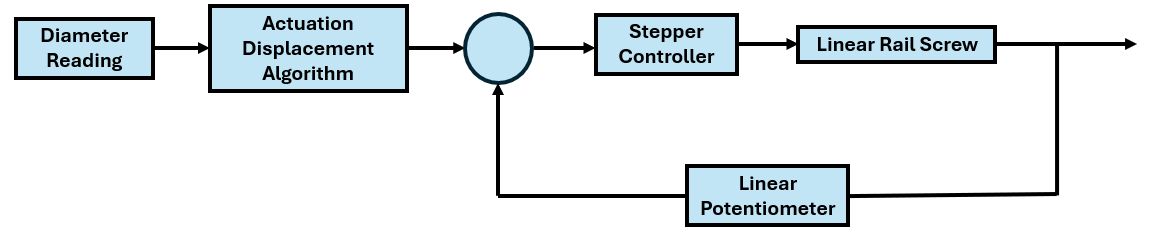 Diameter
Reading
Actuation
Displacement
Algorithm
Stepper
Controller
Linear Rail Screw
Linear
Potentiometer